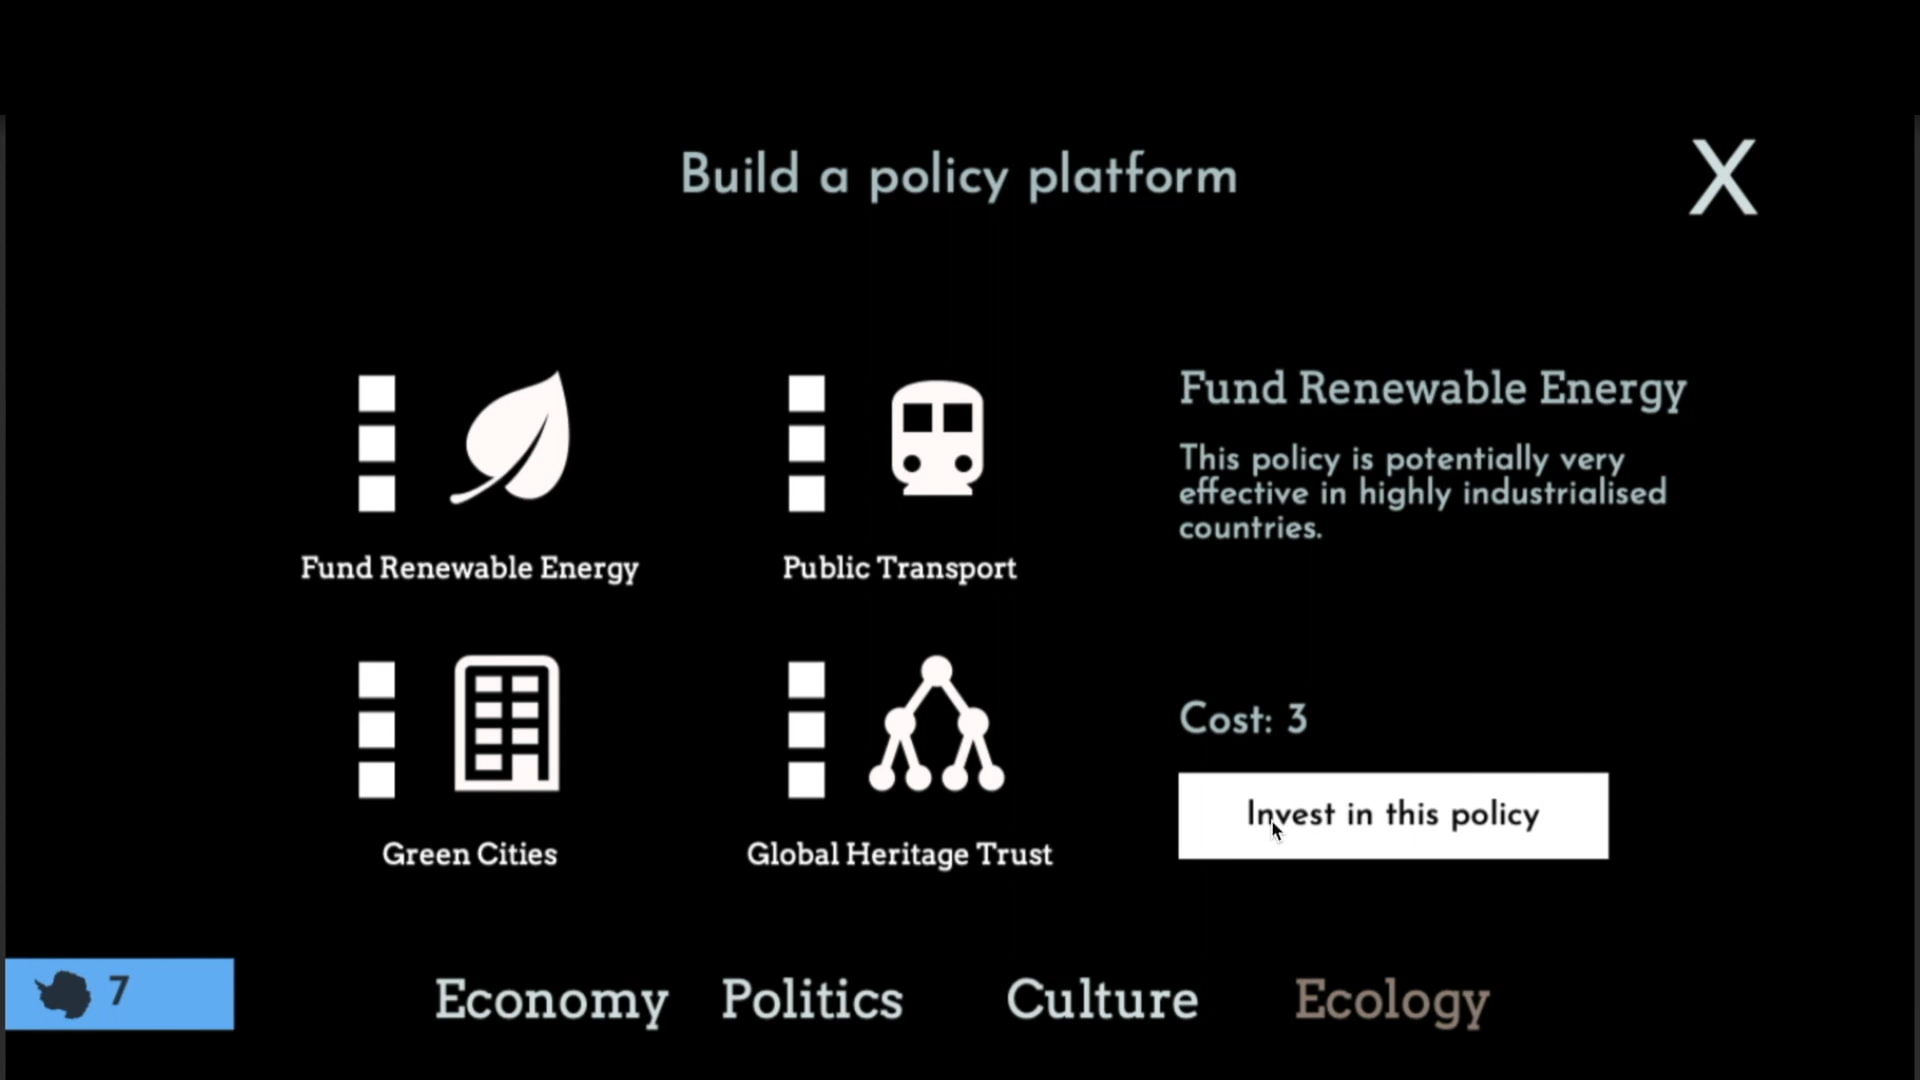 Build a policy platform
X
Fund Renewable Energy
Public Transport
Green Cities
Global Heritage Trust
Fund Renewable Energy
This policy is potentially very
effective in highly industrialised
countries.
Cost: 3
Invest in this policy
7
Economy
Politics
Culture
Ecology